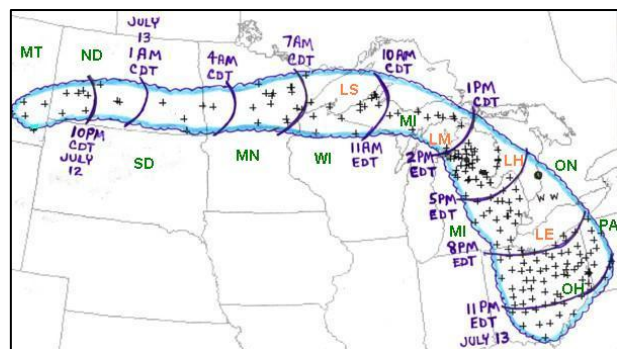 JULY
13
1AM
CDT
MT
ND
4AM
CDT
7AM
CDT
10AM
CDT
LS
1PM
CDT
MI
10PM
CDT
JULY
12
SD
MN
WI
11AM
EDT
LM
2PM
EDT
LH
ON
5PM
EDT
W W
MI
LE
PA
8PM
EDT
OH
11PM
EDT
JULY 13